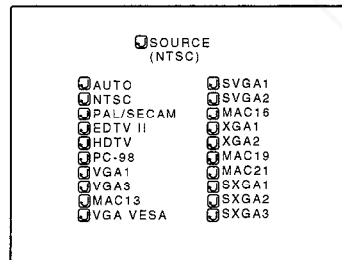 SOURCE
(NTSC)
AUTO
NTSC
PAL/SECAM
EDTV II
HDTV
PC-98
VGA1
VGA3
MAC13
VGA VESA
SVGA1
SVGA2
MAC16
XGA1
XGA2
MAC19
MAC21
SXGA1
SXGA2
SXGA3